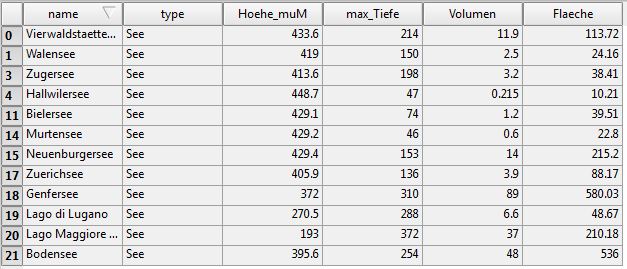 name type Hoehe_muM max_Tiefe Volumen Flaeche
0 Vierwaldstaette... See 433.6 214 11.9 113.72
1 Walensee See 419 150 2.5 24.16
3 Zugersee See 413.6 198 3.2 38.41
4 Hallwilersee See 448.7 47 0.215 10.21
11 Bielersee See 429.1 74 1.2 39.51
14 Murtensee See 429.2 46 0.6 22.8
15 Neuenburgersee See 429.4 153 14 215.2
17 Zuerichsee See 405.9 136 3.9 88.17
18 Genfersee See 372 310 89 580.03
19 Lago di Lugano See 270.5 288 6.6 48.67
20 Lago Maggiore ... See 193 372 37 210.18
21 Bodensee See 395.6 254 48 536